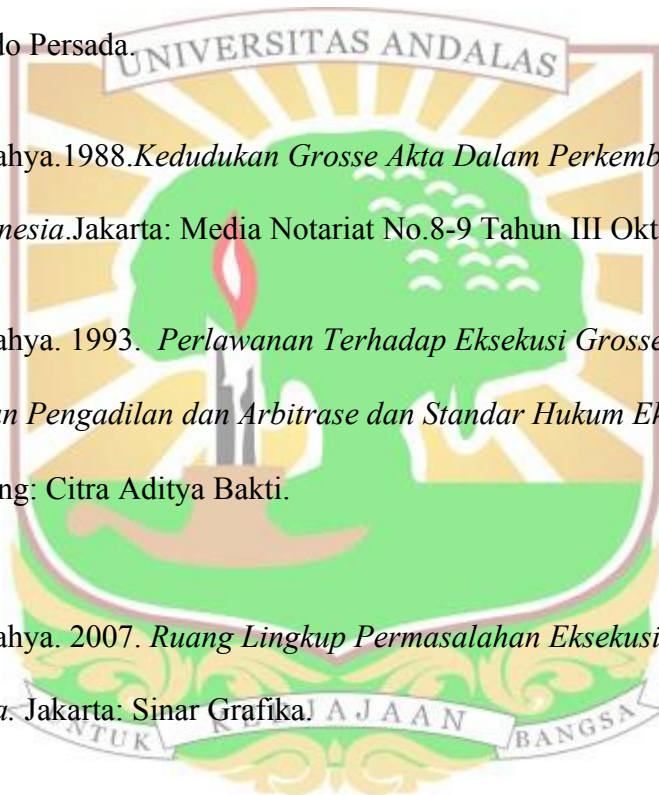 do Persada.
UNIVERSITAS ANDALAS
ahya.1988.Kedudukan Grosse Akta Dalam Perkemb
nesia.Jakarta: Media Notariat No.8-9 Tahun III Okt
ahya. 1993. Perlawanan Terhadap Eksekusi Grosse
n Pengadilan dan Arbitrase dan Standar Hukum Ek
ng: Citra Aditya Bakti.
ahya. 2007. Ruang Lingkup Permasalahan Eksekusi
a. Jakarta: Sinar Grafika.
NTUK KEDJAJAAN BANGSA